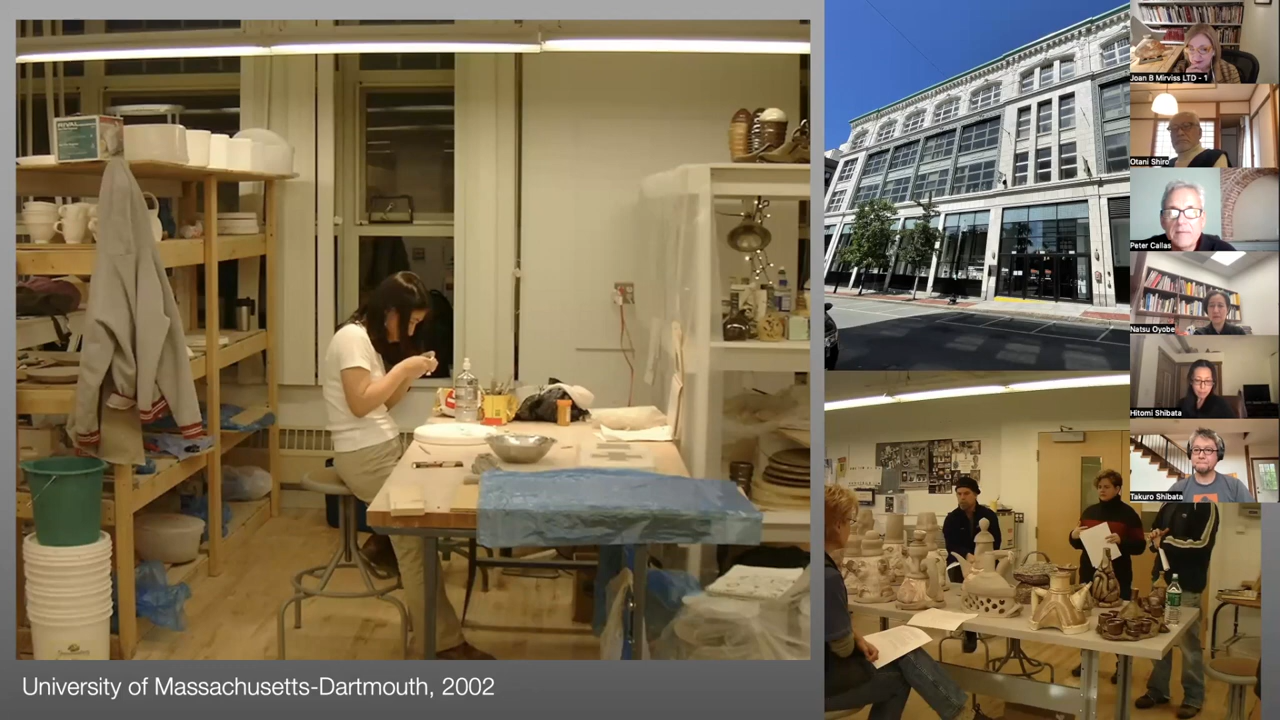 RIVAL
University of Massachusetts-Dartmouth, 2002
Joan B Mirviss LTD - 1
Otani Shiro
Peter Callas
Natsu Oyobe
Hitomi Shibata
Takuro Shibata